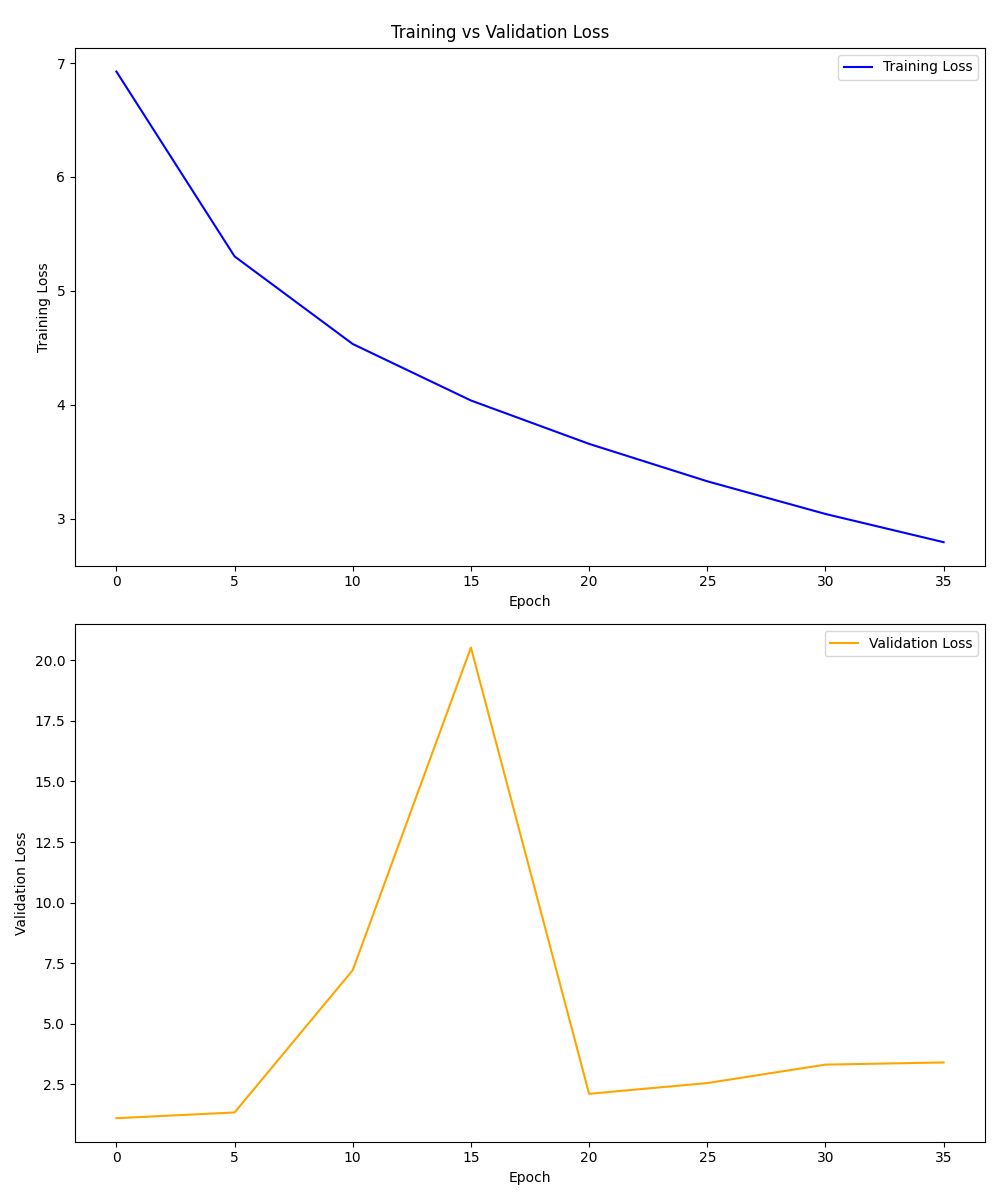 Training vs Validation Loss
Training Loss
7
6
5
4
3
Training Loss
0 5 10 15 20 25 30 35
Epoch
Validation Loss
20.0
17.5
15.0
12.5
10.0
7.5
5.0
2.5
Validation Loss
0 5 10 15 20 25 30 35
Epoch